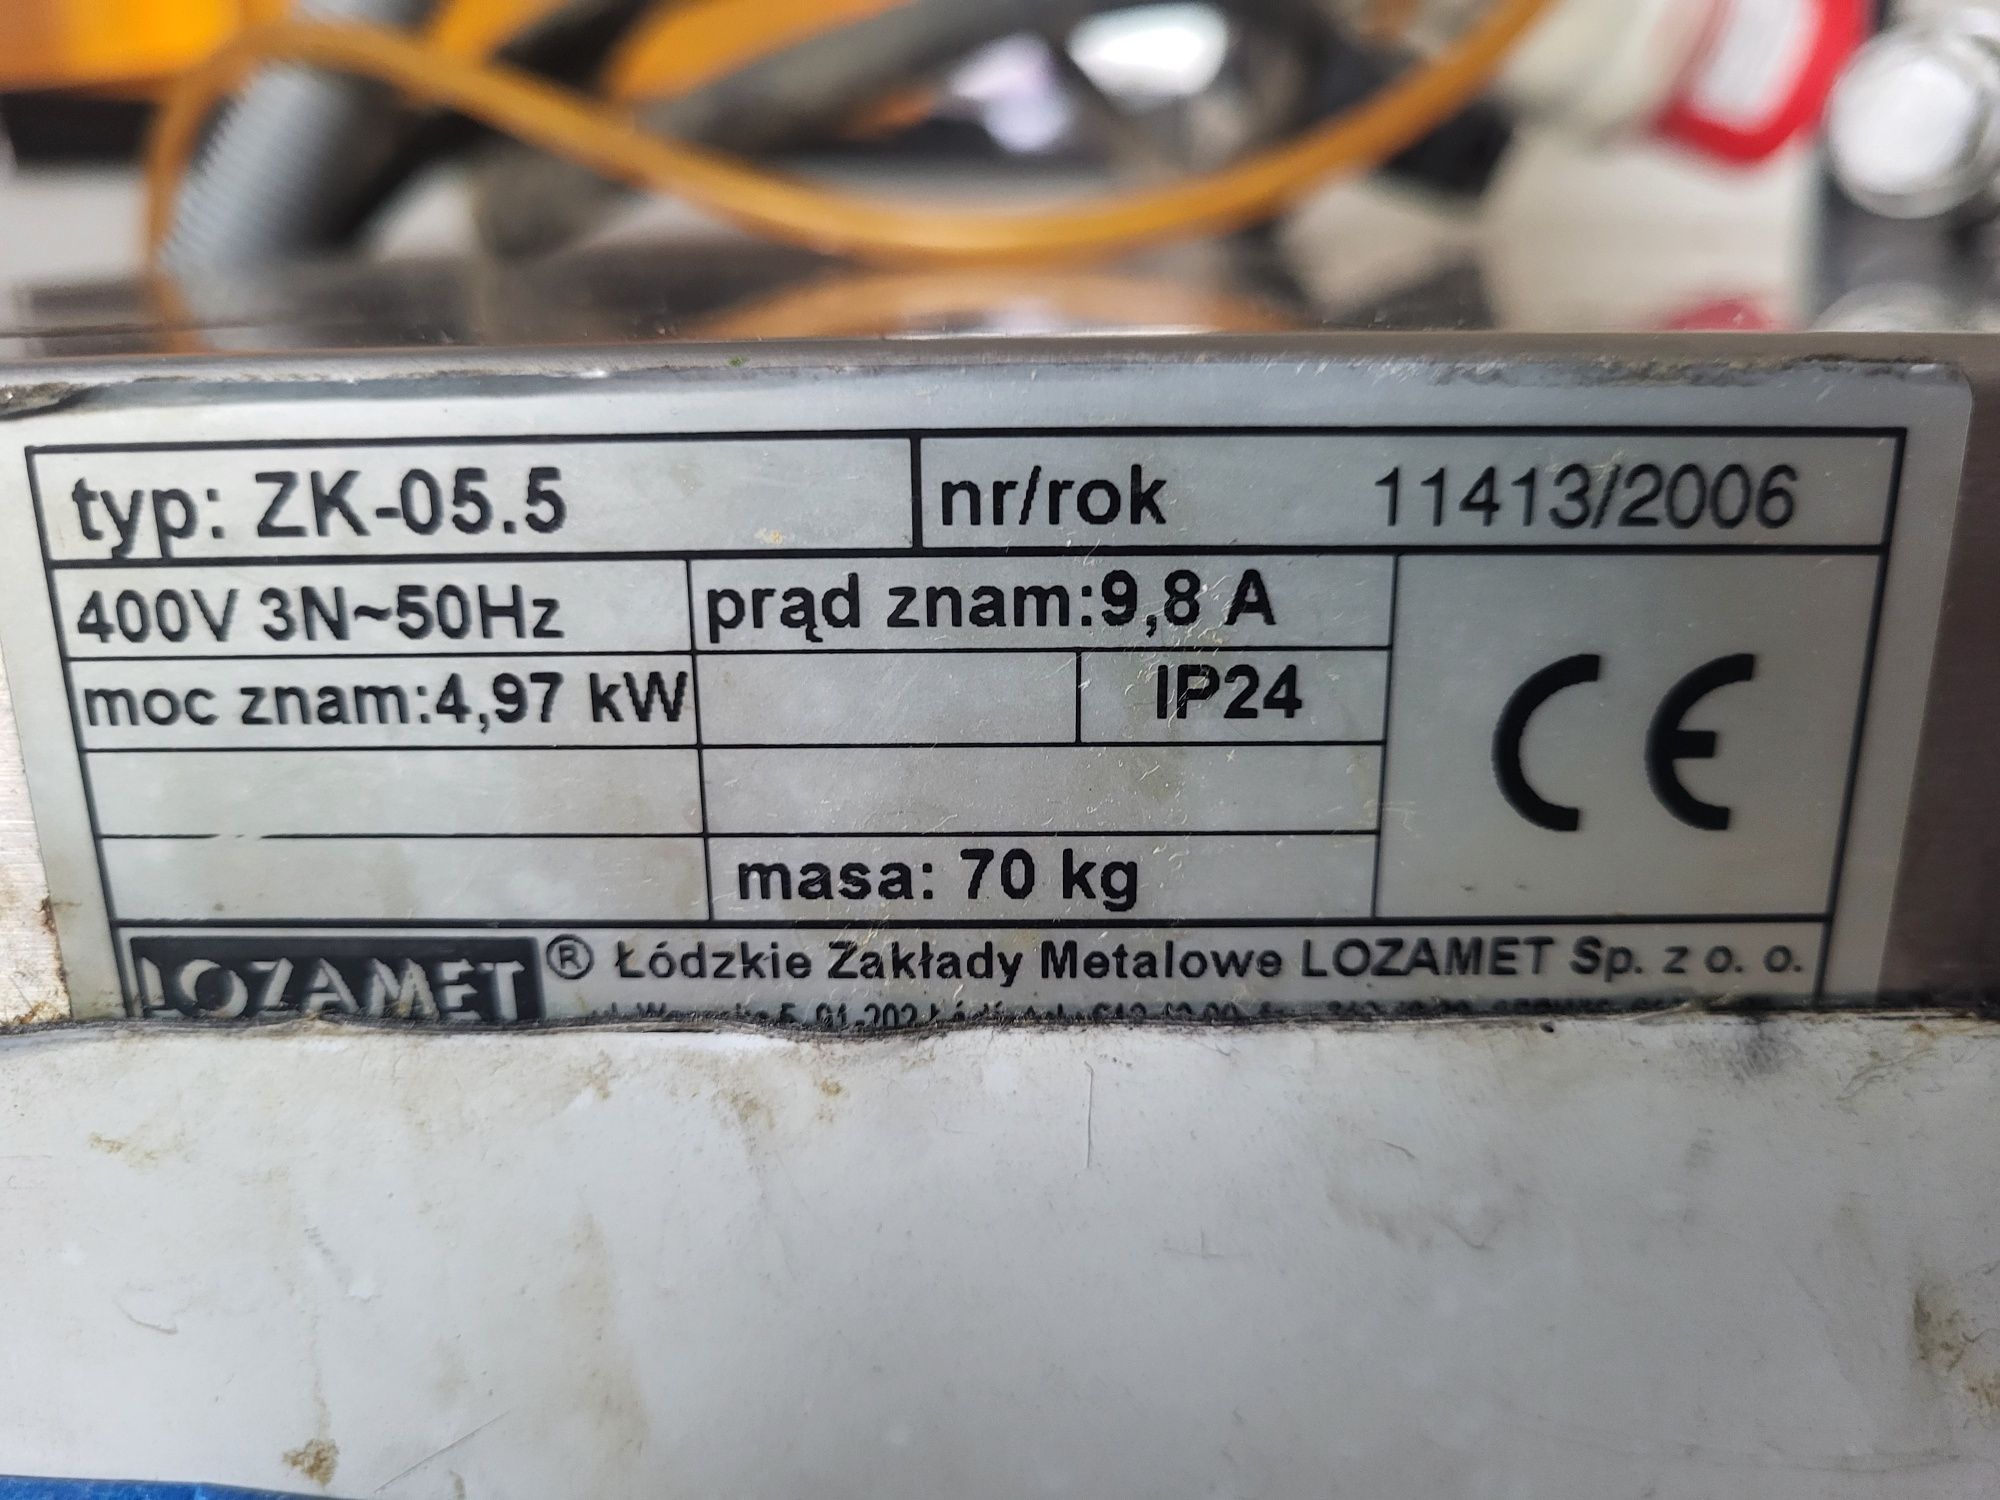 typ: ZK-05.5
nr/rok 11413/2006
400V 3N~50Hz
prąd znam:9,8 A
moc znam:4,97 kW
IP24
CE
masa: 70 kg
LOZAMET ® Łódzkie Zakłady Metalowe LOZAMET Sp. z o. o.